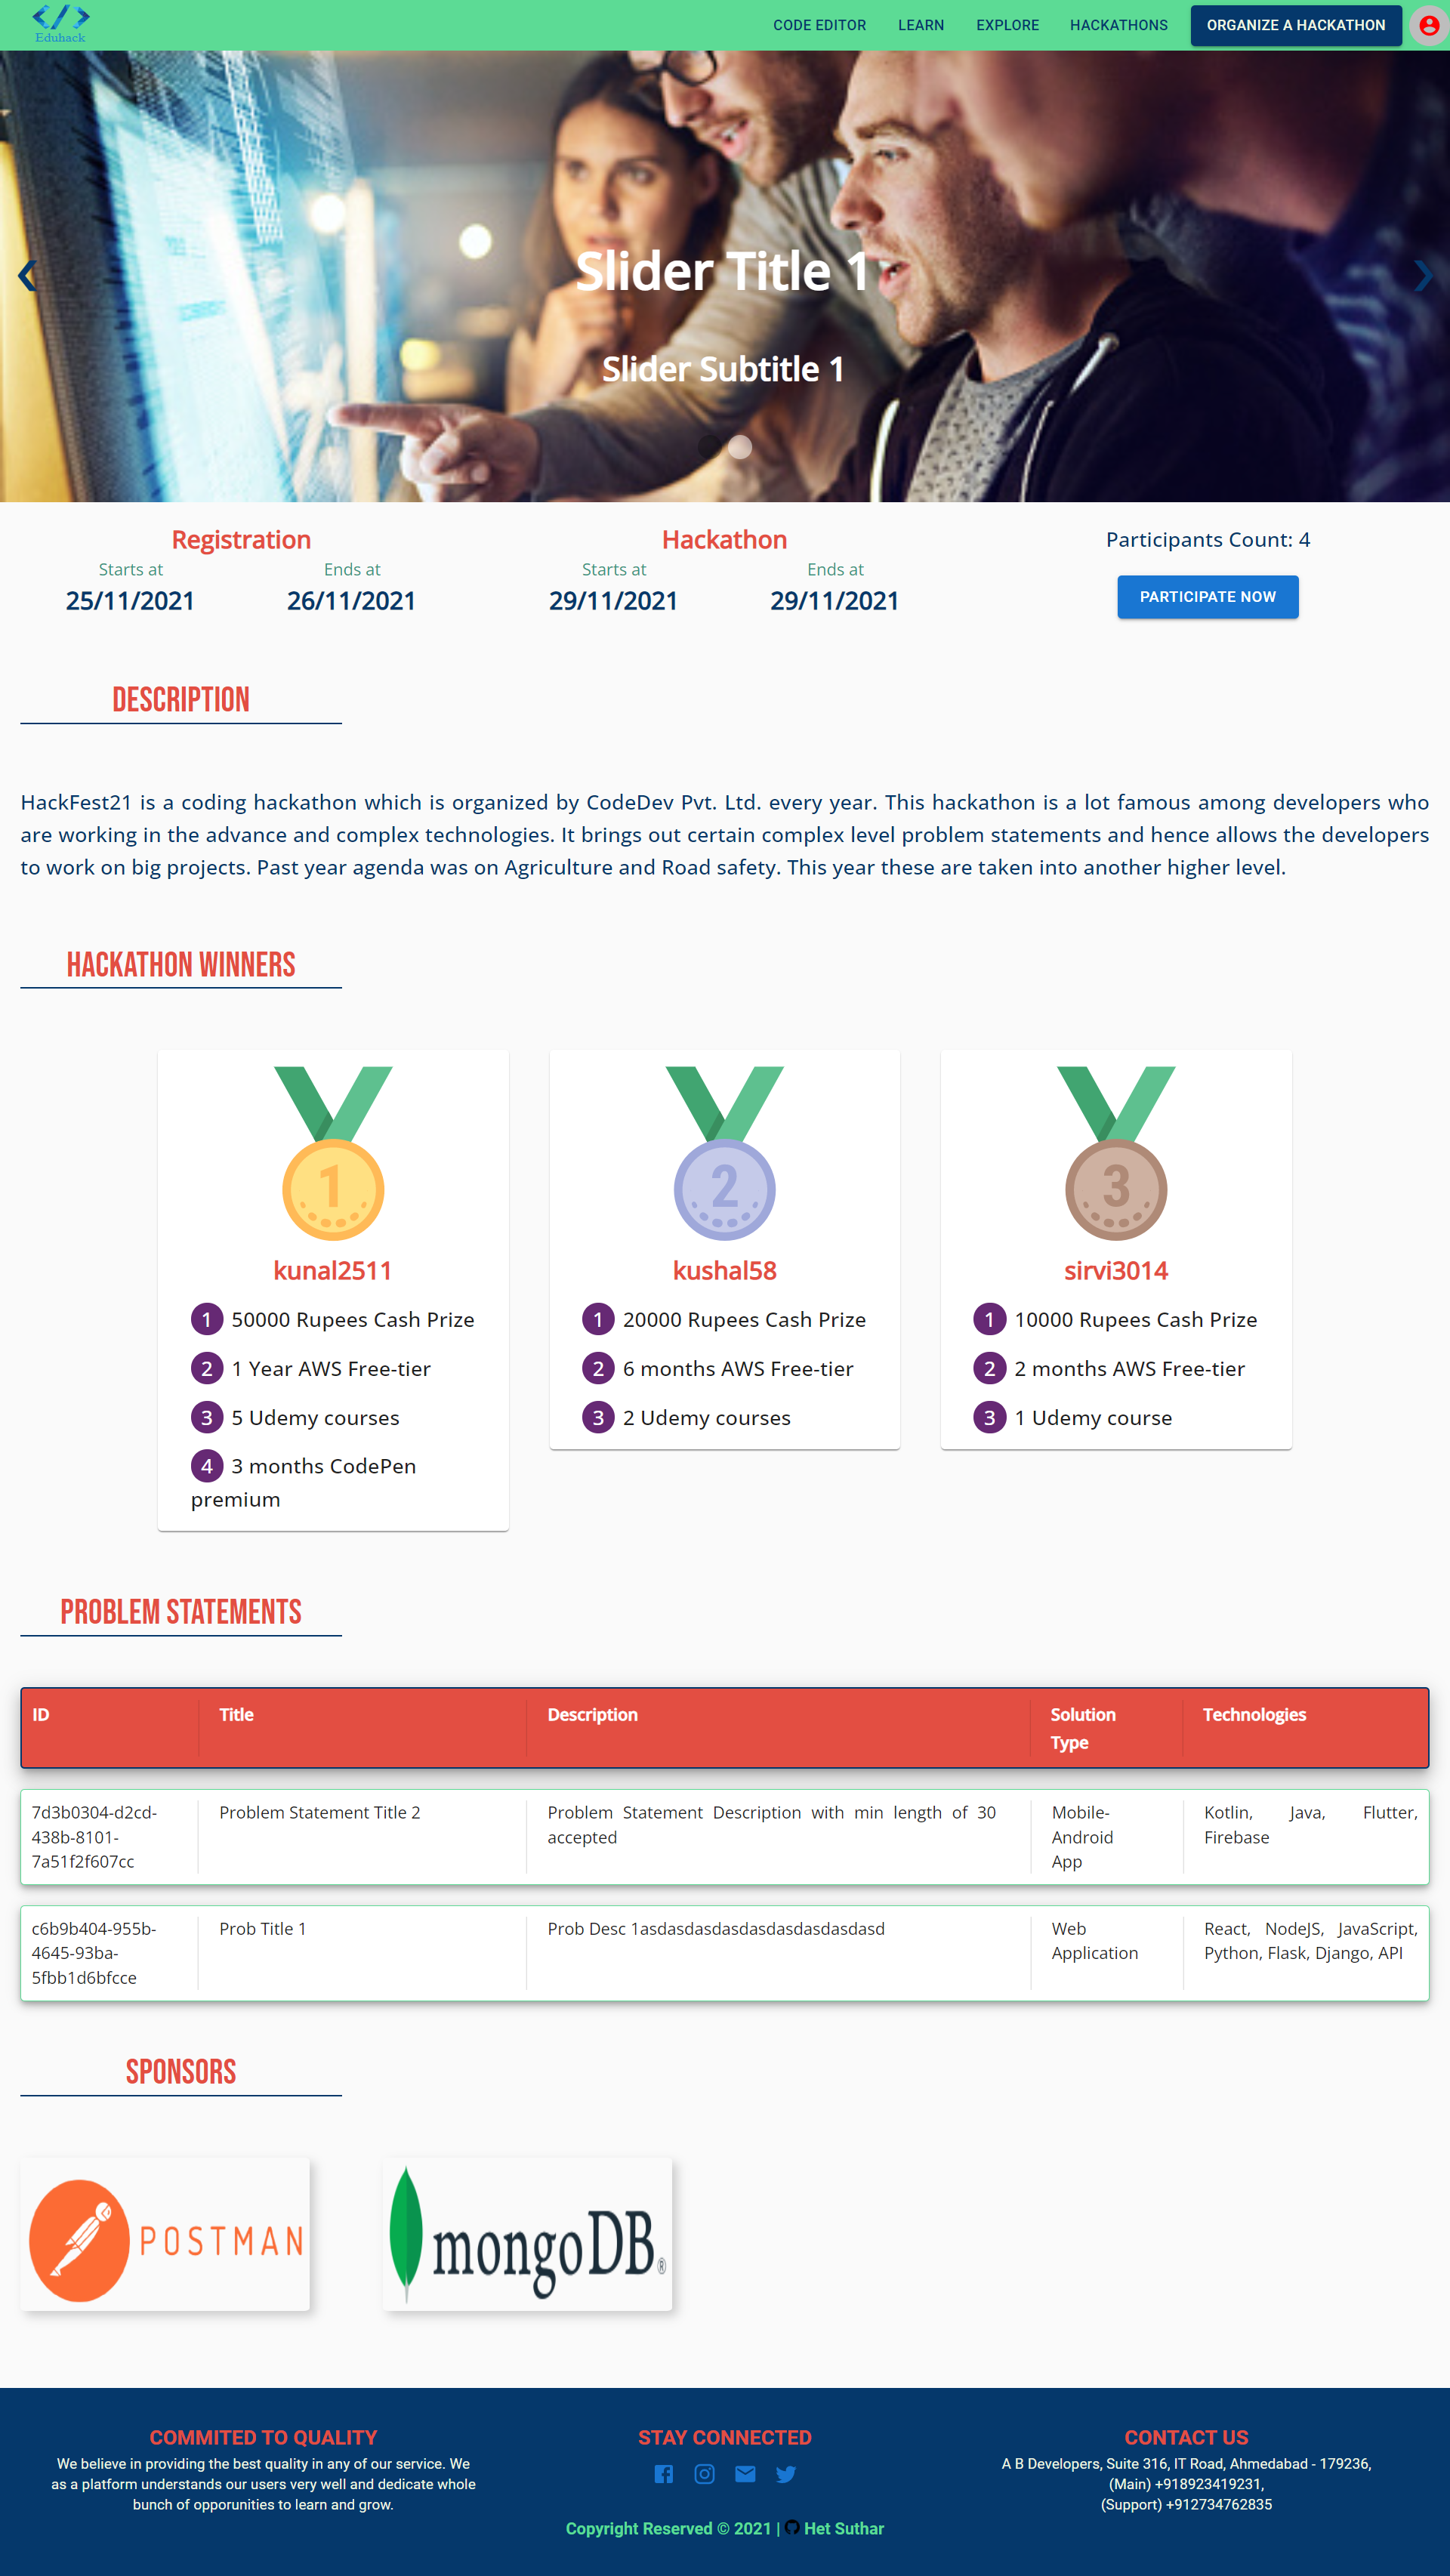 Eduhack
CODE EDITOR LEARN EXPLORE HACKATHONS ORGANIZE A HACKATHON
Slider Title 1
Slider Subtitle 1
Registration Hackathon Participants Count: 4
Starts at Ends at Starts at Ends at
25/11/2021 26/11/2021 29/11/2021 29/11/2021 PARTICIPATE NOW
DESCRIPTION
HackFest21 is a coding hackathon which is organized by CodeDev Pvt. Ltd. every year. This hackathon is a lot famous among developers who
are working in the advance and complex technologies. It brings out certain complex level problem statements and hence allows the developers
to work on big projects. Past year agenda was on Agriculture and Road safety. This year these are taken into another higher level.
HACKATHON WINNERS
1
kunal2511
1 50000 Rupees Cash Prize
2 1 Year AWS Free-tier
3 5 Udemy courses
4 3 months CodePen
premium
2
kushal58
1 20000 Rupees Cash Prize
2 6 months AWS Free-tier
3 2 Udemy courses
3
sirvi3014
1 10000 Rupees Cash Prize
2 2 months AWS Free-tier
3 1 Udemy course
PROBLEM STATEMENTS
ID Title Description Solution Technologies
Type
7d3b0304-d2cd- Problem Statement Title 2 Problem Statement Description with min length of 30 Mobile- Kotlin, Java, Flutter,
438b-8101- accepted Android Firebase
7a51f2f607cc App
c6b9b404-955b- Prob Title 1 Prob Desc 1asdasdasdasdasdasdasdasdasd Web React, NodeJS, JavaScript,
4645-93ba- Application Python, Flask, Django, API
5fbb1d6bfcce
SPONSORS
POSTMAN mongoDB®
COMMITED TO QUALITY
We believe in providing the best quality in any of our service. We
as a platform understands our users very well and dedicate whole
bunch of opporunities to learn and grow.
STAY CONNECTED
Copyright Reserved © 2021 | Het Suthar
CONTACT US
A B Developers, Suite 316, IT Road, Ahmedabad - 179236,
(Main) +918923419231,
(Support) +912734762835